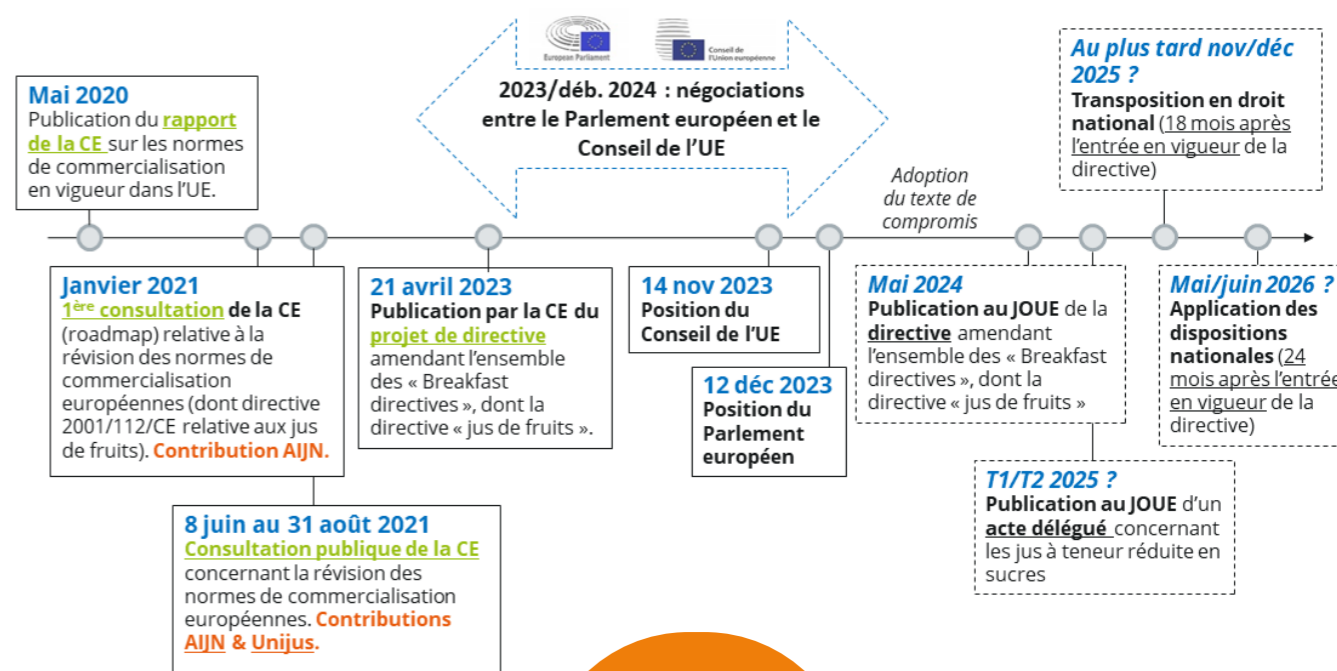 European Parliament
Conseil de
l'Union européenne
2023/déb. 2024 : négociations
entre le Parlement européen et le
Conseil de l'UE
Mai 2020
Publication du rapport
de la CE sur les normes
de commercialisation
en vigueur dans l'UE.
Au plus tard nov/déc
2025 ?
Transposition en droit
national (18 mois après
l'entrée en vigueur de la
directive)
Adoption
du texte de
compromis
Janvier 2021
1ère consultation de la CE
(roadmap) relative à la
révision des normes de
commercialisation
européennes (dont directive
2001/112/CE relative aux jus
de fruits). Contribution AIJN.
21 avril 2023
Publication par la CE du
projet de directive
amendant l'ensemble
des « Breakfast
directives », dont la
directive « jus de fruits ».
14 nov 2023
Position du
Conseil de l'UE
12 déc 2023
Position du
Parlement
européen
Mai 2024
Publication au JOUE de la
directive amendant
l'ensemble des « Breakfast
directives », dont la
directive « jus de fruits »
Mai/juin 2026 ?
Application des
dispositions
nationales (24
mois après l'entrée
en vigueur de la
directive)
8 juin au 31 août 2021
Consultation publique de la CE
concernant la révision des
normes de commercialisation
européennes. Contributions
AIJN & Unijus.
T1/T2 2025 ?
Publication au JOUE d'un
acte délégué concernant
les jus à teneur réduite en
sucres